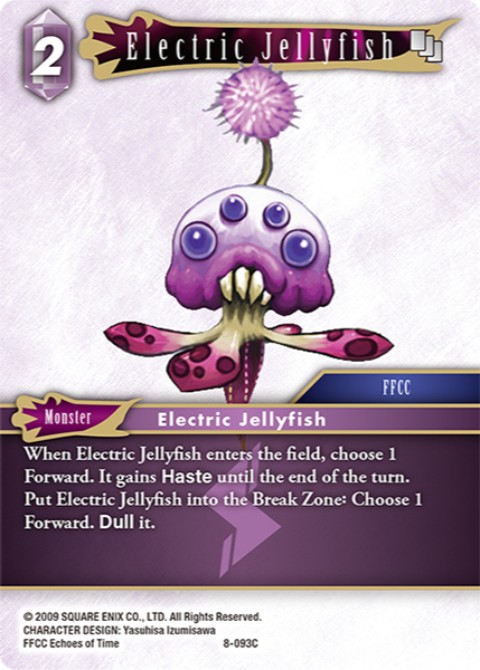 2
Electric Jellyfish
FFCC
Monster
Electric Jellyfish
When Electric Jellyfish enters the field, choose 1
Forward. It gains Haste until the end of the turn.
Put Electric Jellyfish into the Break Zone: Choose 1
Forward. Dull it.
© 2009 SQUARE ENIX CO., LTD. All Rights Reserved.
CHARACTER DESIGN: Yasuhisa Izumisawa
FFCC Echoes of Time
8-093C